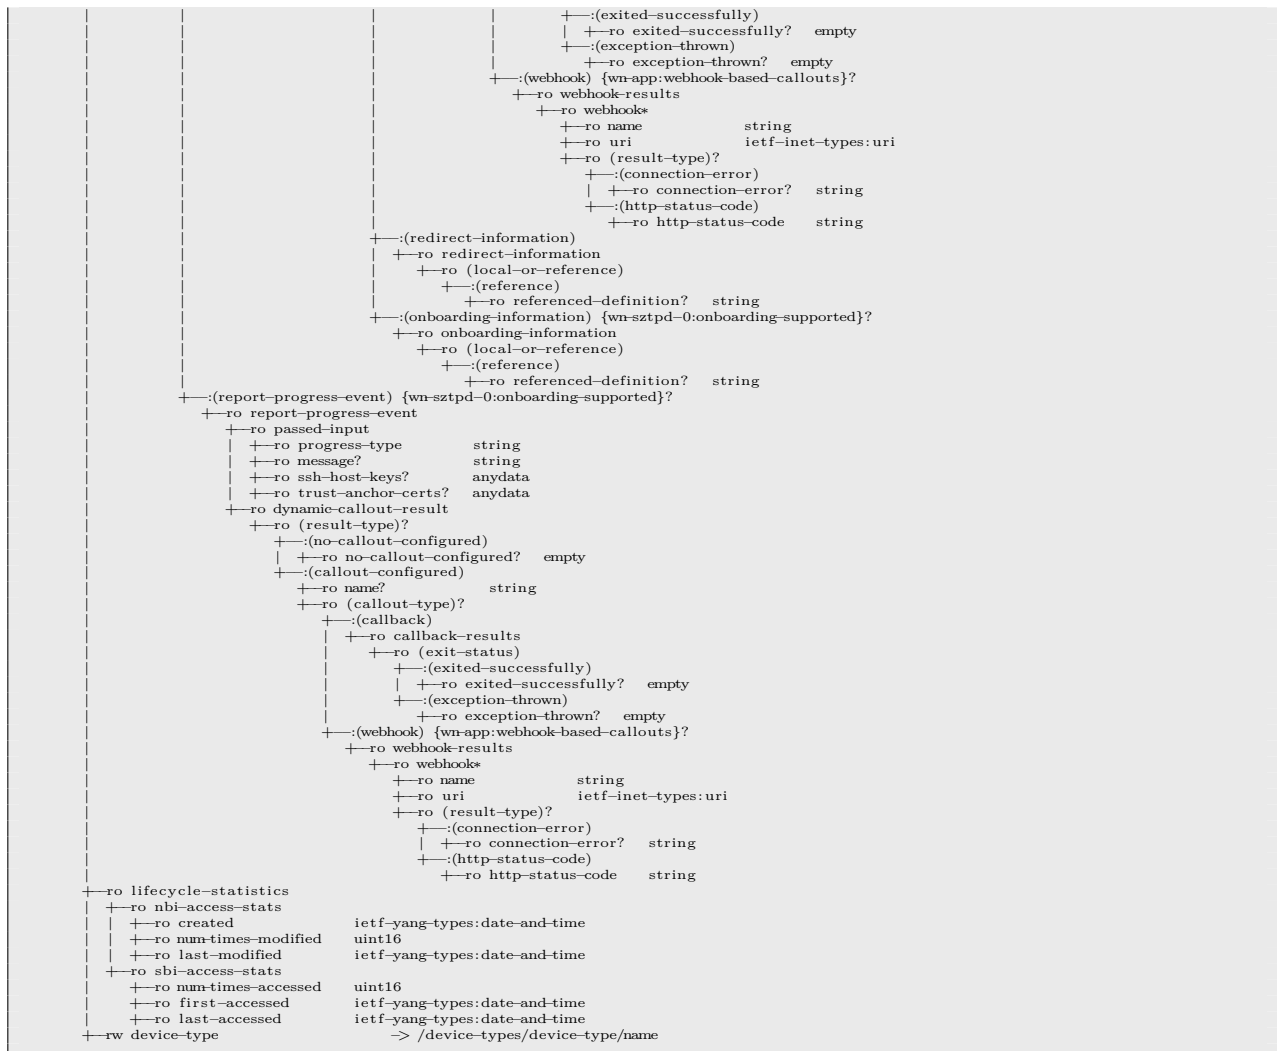 |           |                       |              |        +--:(exited-successfully)
|           |                       |              |        |  +--ro exited-successfully?   empty
|           |                       |              |        +--:(exception-thrown)
|           |                       |              |           +--ro exception-thrown?   empty
|           |                       |              +--:(webhook) {wn-app:webhook-based-callouts}?
|           |                       |                 +--ro webhook-results
|           |                       |                    +--ro webhook*
|           |                       |                       +--ro name             string
|           |                       |                       +--ro uri              ietf-inet-types:uri
|           |                       |                       +--ro (result-type)?
|           |                       |                          +--:(connection-error)
|           |                       |                          |  +--ro connection-error?   string
|           |                       |                          +--:(http-status-code)
|           |                       |                             +--ro http-status-code    string
|           |                       +--:(redirect-information)
|           |                       |  +--ro redirect-information
|           |                       |     +--ro (local-or-reference)
|           |                       |        +--:(reference)
|           |                       |           +--ro referenced-definition?   string
|           |                       +--:(onboarding-information) {wn-sztpd-0:onboarding-supported}?
|           |                          +--ro onboarding-information
|           |                             +--ro (local-or-reference)
|           |                                +--:(reference)
|           |                                   +--ro referenced-definition?   string
|           +--:(report-progress-event) {wn-sztpd-0:onboarding-supported}?
|              +--ro report-progress-event
|                 +--ro passed-input
|                 |  +--ro progress-type         string
|                 |  +--ro message?              string
|                 |  +--ro ssh-host-keys?        anydata
|                 |  +--ro trust-anchor-certs?   anydata
|                 +--ro dynamic-callout-result
|                    +--ro (result-type)?
|                       +--:(no-callout-configured)
|                       |  +--ro no-callout-configured?   empty
|                       +--:(callout-configured)
|                          +--ro name?             string
|                          +--ro (callout-type)?
|                             +--:(callback)
|                             |  +--ro callback-results
|                             |     +--ro (exit-status)
|                             |        +--:(exited-successfully)
|                             |        |  +--ro exited-successfully?   empty
|                             |        +--:(exception-thrown)
|                             |           +--ro exception-thrown?   empty
|                             +--:(webhook) {wn-app:webhook-based-callouts}?
|                                +--ro webhook-results
|                                   +--ro webhook*
|                                      +--ro name             string
|                                      +--ro uri              ietf-inet-types:uri
|                                      +--ro (result-type)?
|                                         +--:(connection-error)
|                                         |  +--ro connection-error?   string
|                                         +--:(http-status-code)
|                                            +--ro http-status-code    string
+--ro lifecycle-statistics
|  +--ro nbi-access-stats
|  |  +--ro created               ietf-yang-types:date-and-time
|  |  +--ro num-times-modified    uint16
|  |  +--ro last-modified         ietf-yang-types:date-and-time
|  +--ro sbi-access-stats
|     +--ro num-times-accessed    uint16
|     +--ro first-accessed        ietf-yang-types:date-and-time
|     +--ro last-accessed         ietf-yang-types:date-and-time
+--rw device-type                      -> /device-types/device-type/name